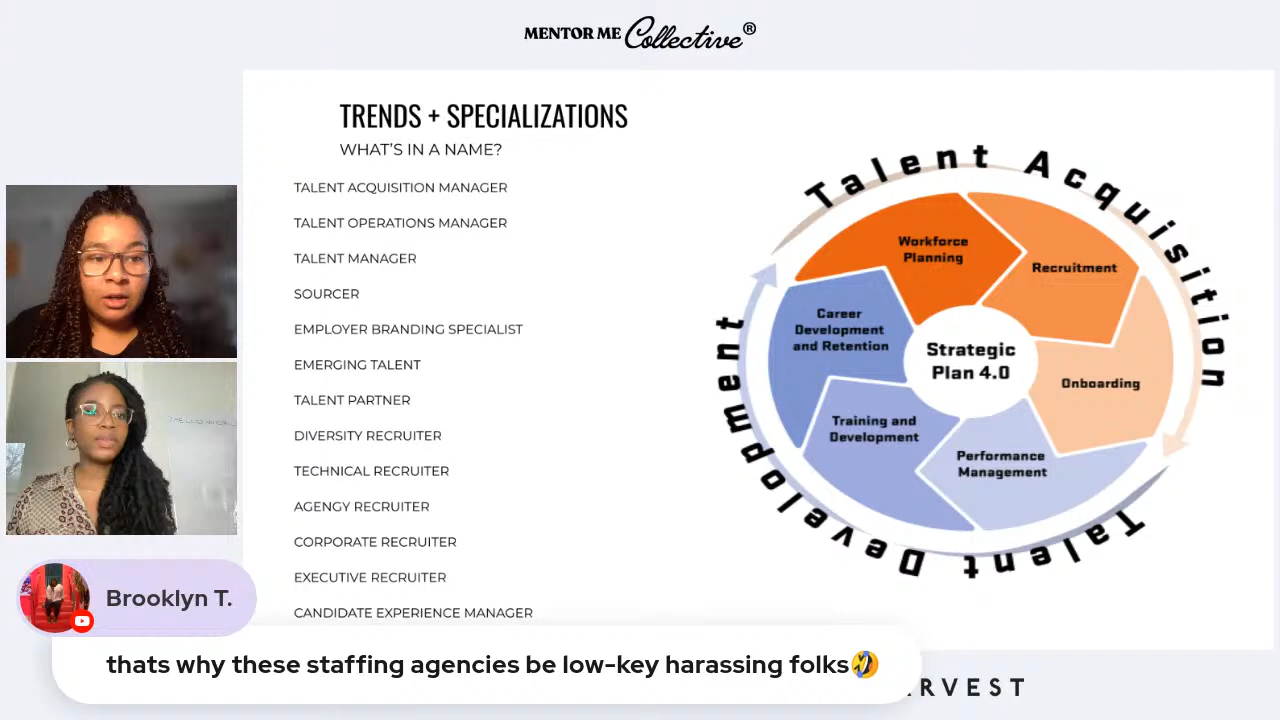 MENTOR ME Collective®
TRENDS + SPECIALIZATIONS
WHAT'S IN A NAME?
TALENT ACQUISITION MANAGER
TALENT OPERATIONS MANAGER
TALENT MANAGER
SOURCER
EMPLOYER BRANDING SPECIALIST
EMERGING TALENT
TALENT PARTNER
DIVERSITY RECRUITER
TECHNICAL RECRUITER
AGENCY RECRUITER
CORPORATE RECRUITER
EXECUTIVE RECRUITER
CANDIDATE EXPERIENCE MANAGER
Talent Acquisition
Workforce
Planning
Recruitment
Onboarding
Performance
Management
Training and
Development
Career
Development
and Retention
Strategic
Plan 4.0
Talent Development
Brooklyn T.
thats why these staffing agencies be low-key harassing folks🤣
RVEST